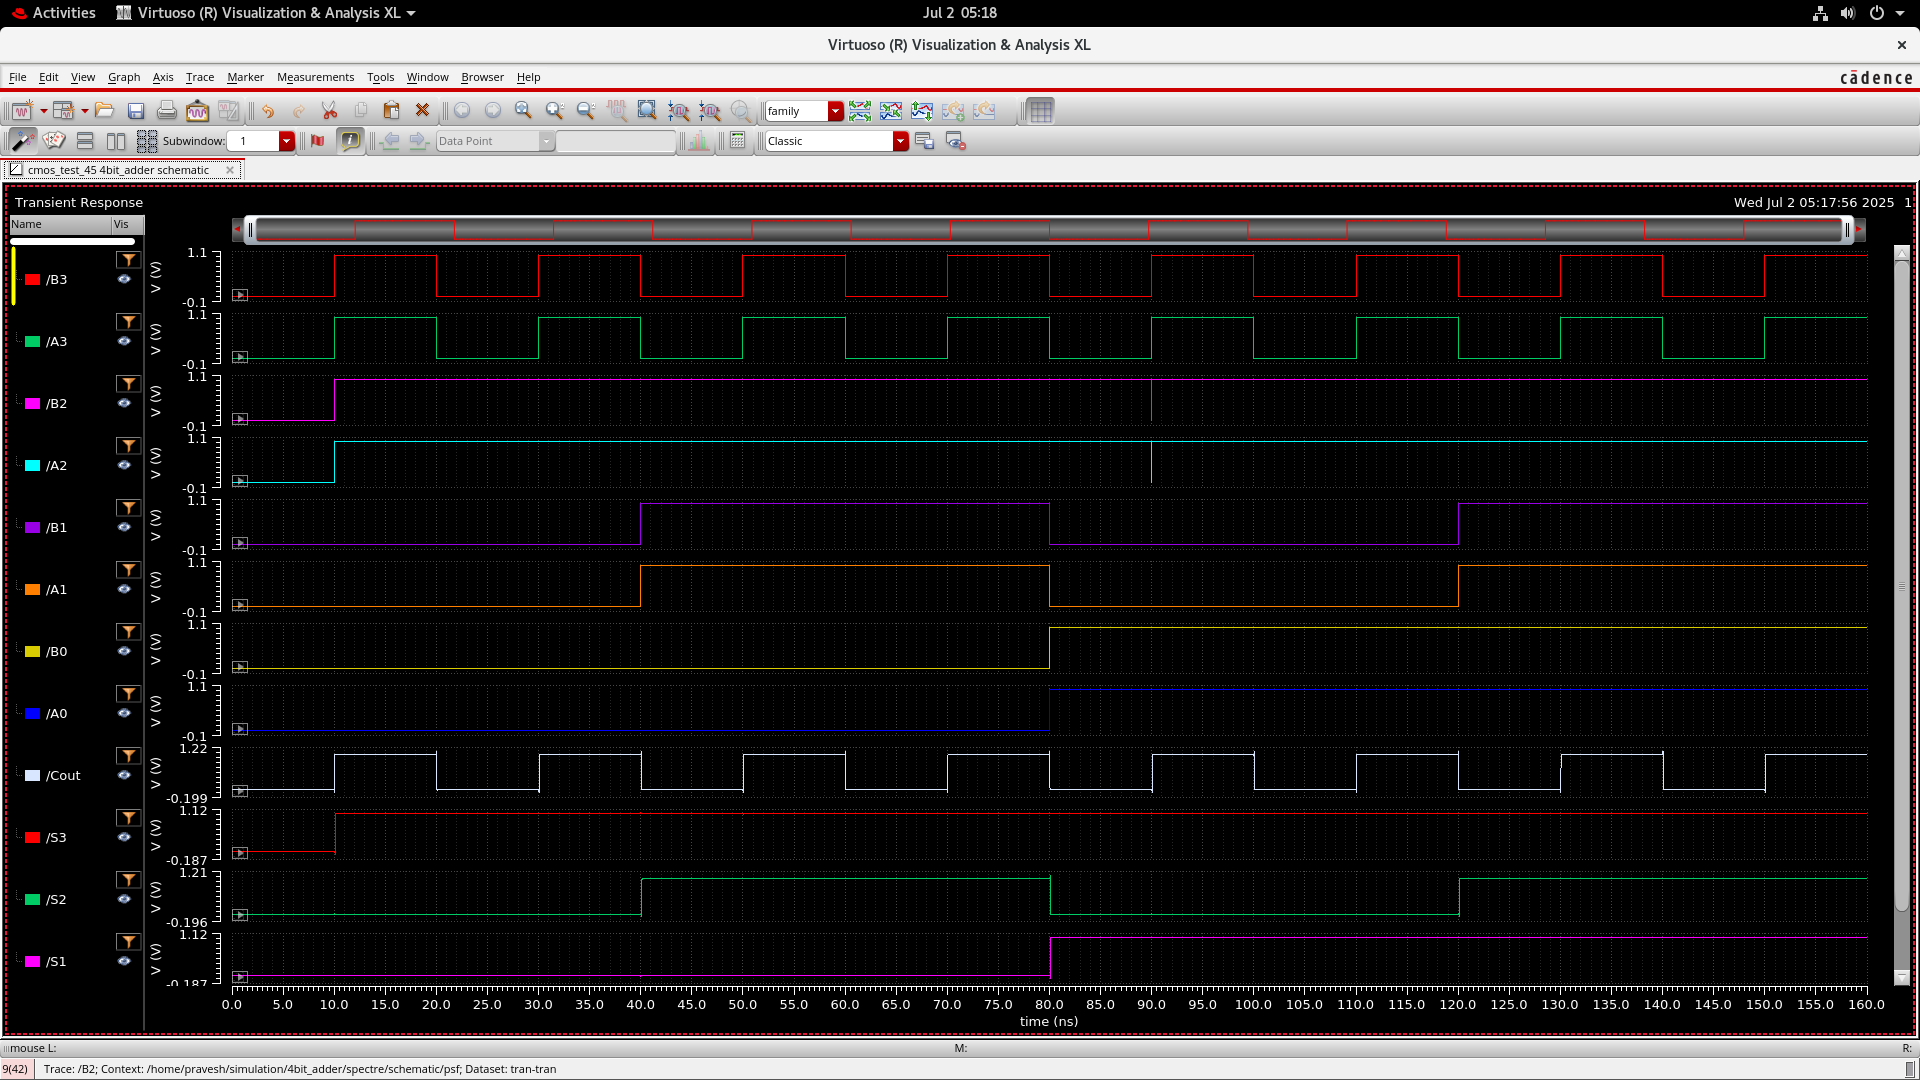 Activities Virtuoso (R) Visualization & Analysis XL Jul 2 05:18
Virtuoso (R) Visualization & Analysis XL
File Edit View Graph Axis Trace Marker Measurements Tools Window Browser Help cādence
family
Subwindow: 1 Data Point Classic
cmos_test_45 4bit_adder schematic
Transient Response Wed Jul 2 05:17:56 2025 1
Name Vis
/B3 V (V) 1.1 -0.1
/A3 V (V) 1.1 -0.1
/B2 V (V) 1.1 -0.1
/A2 V (V) 1.1 -0.1
/B1 V (V) 1.1 -0.1
/A1 V (V) 1.1 -0.1
/B0 V (V) 1.1 -0.1
/A0 V (V) 1.1 -0.1
/Cout V (V) 1.22 -0.199
/S3 V (V) 1.12 -0.187
/S2 V (V) 1.21 -0.196
/S1 V (V) 1.12 -0.187
0.0 5.0 10.0 15.0 20.0 25.0 30.0 35.0 40.0 45.0 50.0 55.0 60.0 65.0 70.0 75.0 80.0 85.0 90.0 95.0 100.0 105.0 110.0 115.0 120.0 125.0 130.0 135.0 140.0 145.0 150.0 155.0 160.0
time (ns)
mouse L: M: R:
9(42) Trace: /B2; Context: /home/pravesh/simulation/4bit_adder/spectre/schematic/psf; Dataset: tran-tran